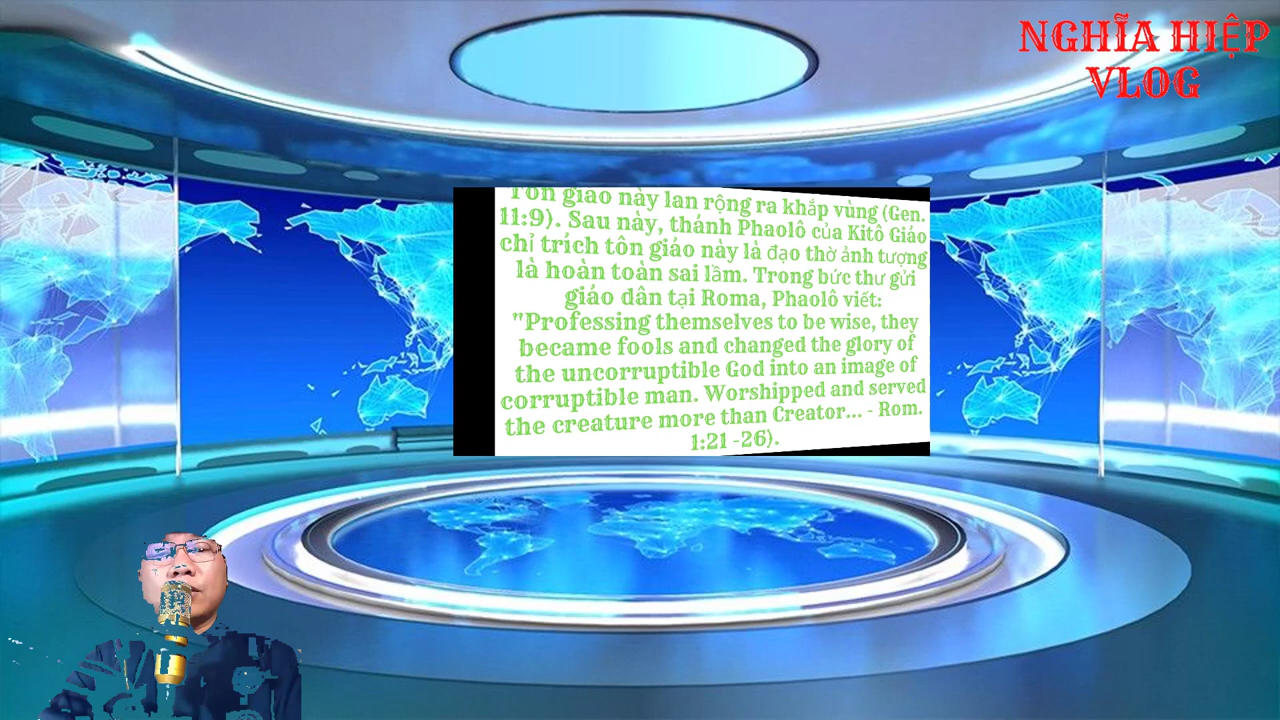 NGHĨA HIỆP
VLOG
Tôn giáo này lan rộng ra khắp vùng (Gen.
11:9). Sau này, thánh Phaolô của Kitô Giáo
chỉ trích tôn giáo này là đạo thờ ảnh tượng
là hoàn toàn sai lầm. Trong bức thư gửi
giáo dân tại Roma, Phaolô viết:
"Professing themselves to be wise, they
became fools and changed the glory of
the uncorruptible God into an image of
corruptible man. Worshipped and served
the creature more than Creator... - Rom.
1:21 -26).